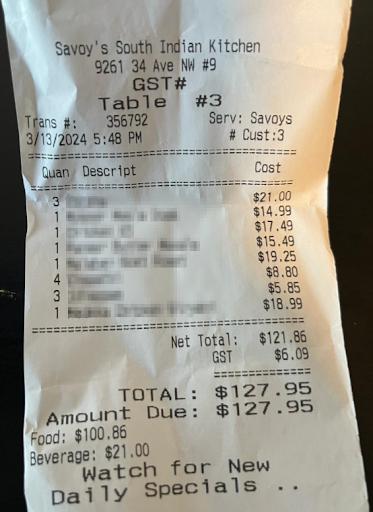 Savoy's South Indian Kitchen
9261 34 Ave NW #9
GST#
Table #3
Trans #: 356792 Serv: Savoys
3/13/2024 5:48 PM # Cust:3
Quan Descript Cost
3 $21.00
1 $14.99
1 $17.49
1 $15.49
1 $19.25
4 $8.80
3 $5.85
1 $18.99
Net Total: $121.86
GST $6.09
TOTAL: $127.95
Amount Due: $127.95
Food: $100.86
Beverage: $21.00
Watch for New
Daily Specials ..